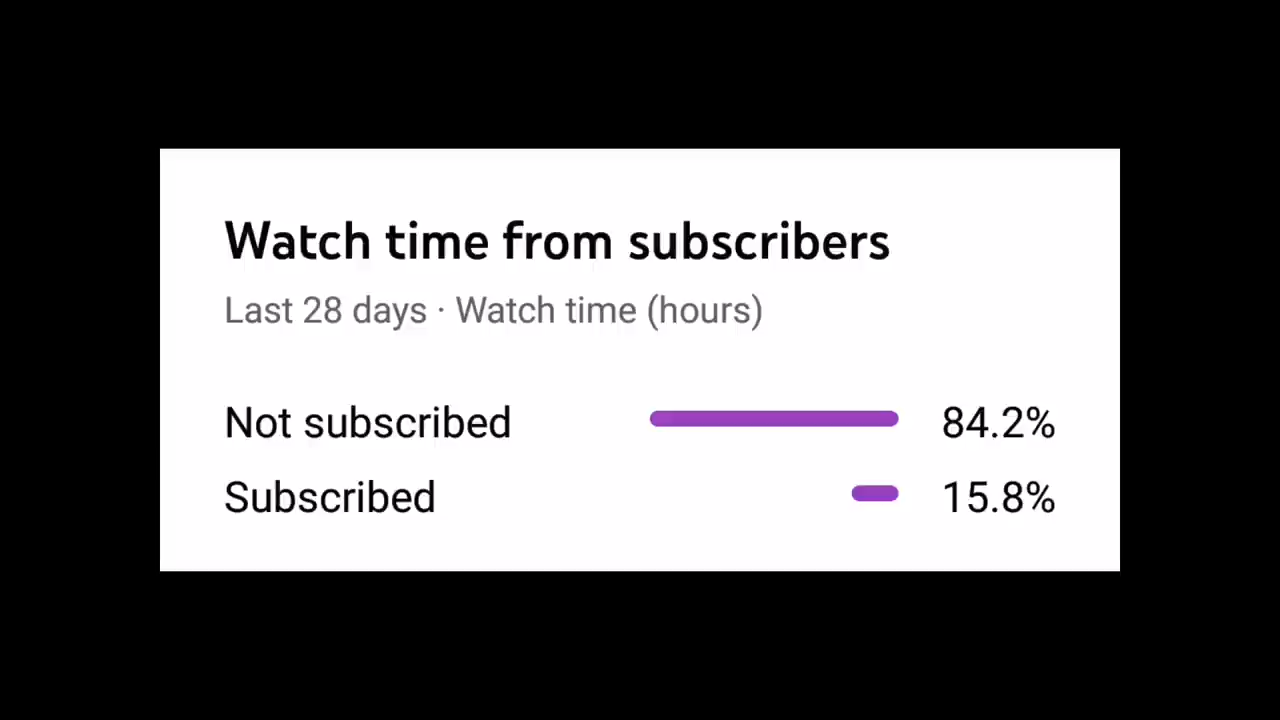 Watch time from subscribers
Last 28 days · Watch time (hours)
Not subscribed 84.2%
Subscribed 15.8%